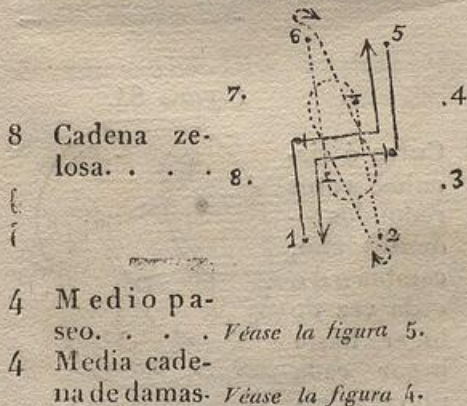 6 5
7. .4
8 Cadena ze-
losa. . . . 8. .3
1 2
4 Medio pa-
seo. . . . Véase la figura 5.
4 Media cade-
na de damas. Véase la figura 4.